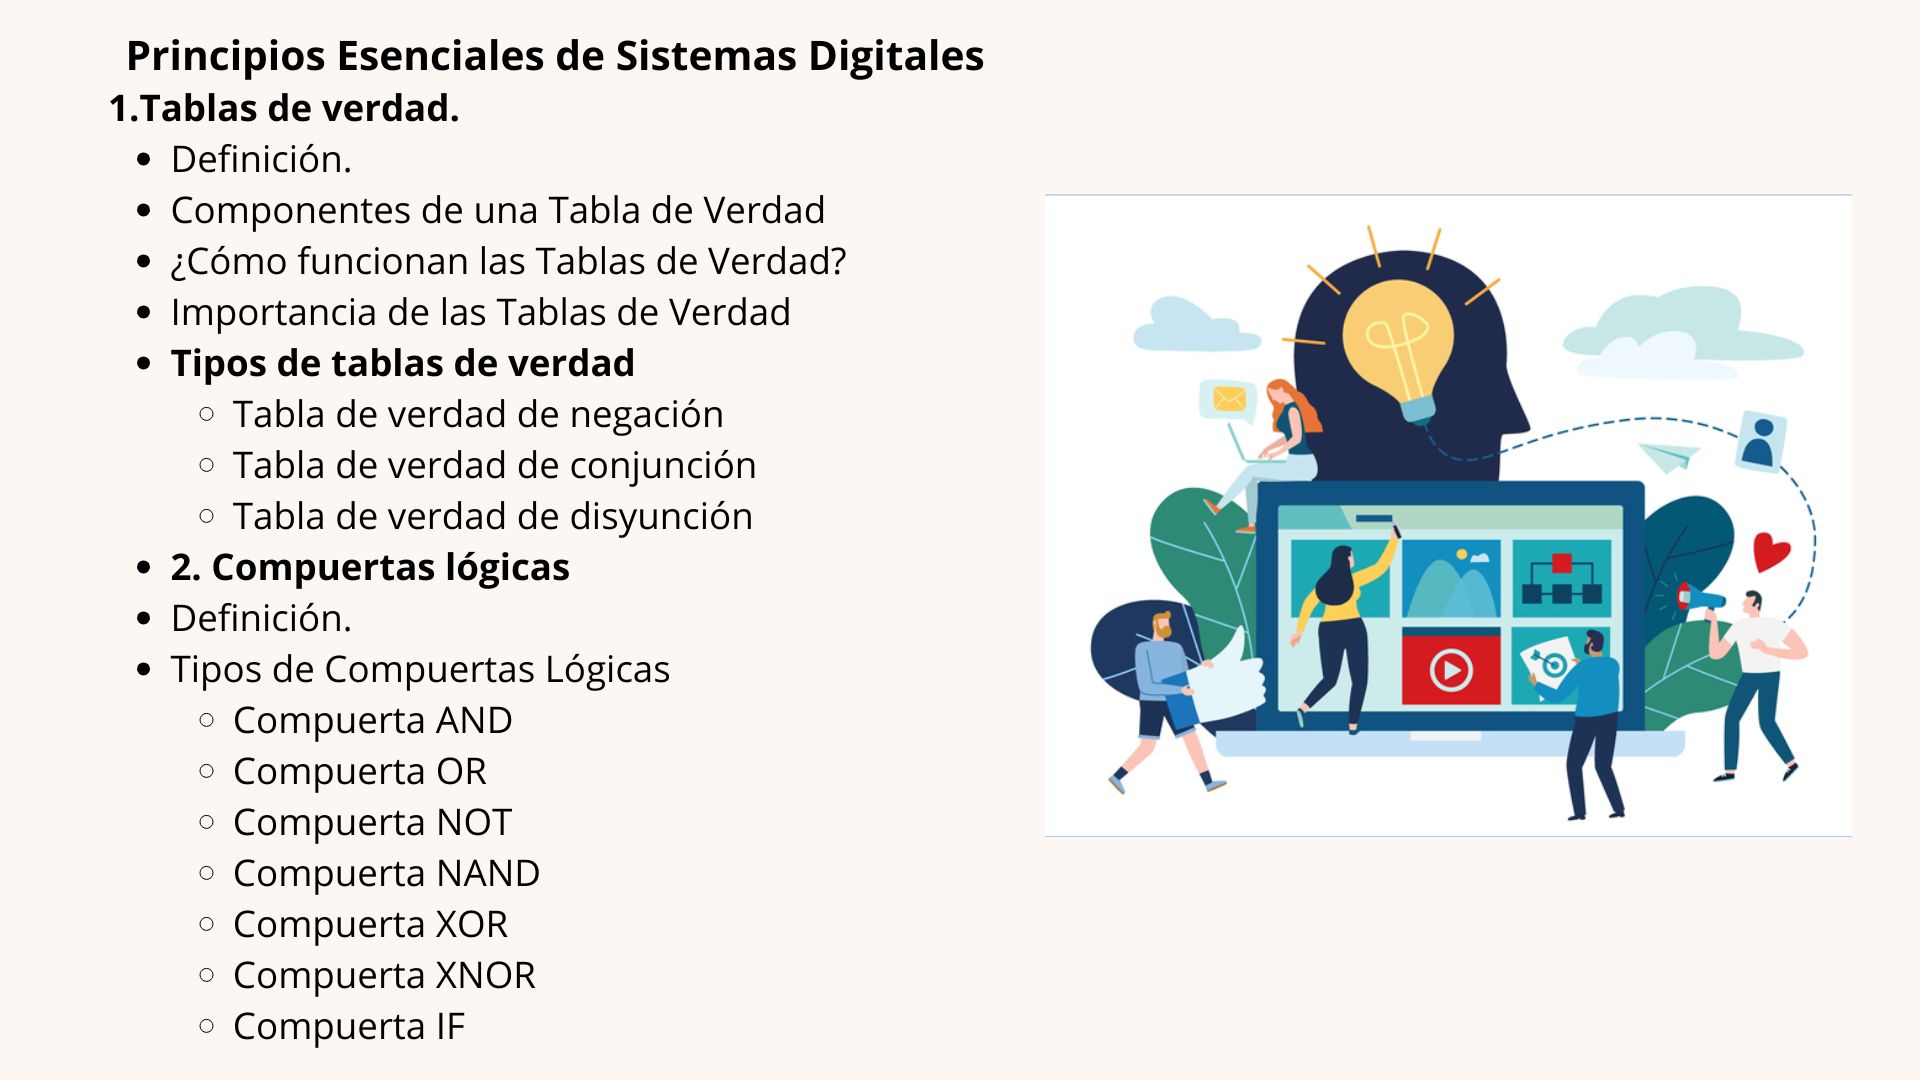 Principios Esenciales de Sistemas Digitales
1.Tablas de verdad.
• Definición.
• Componentes de una Tabla de Verdad
• ¿Cómo funcionan las Tablas de Verdad?
• Importancia de las Tablas de Verdad
• Tipos de tablas de verdad
◦ Tabla de verdad de negación
◦ Tabla de verdad de conjunción
◦ Tabla de verdad de disyunción
• 2. Compuertas lógicas
• Definición.
• Tipos de Compuertas Lógicas
◦ Compuerta AND
◦ Compuerta OR
◦ Compuerta NOT
◦ Compuerta NAND
◦ Compuerta XOR
◦ Compuerta XNOR
◦ Compuerta IF